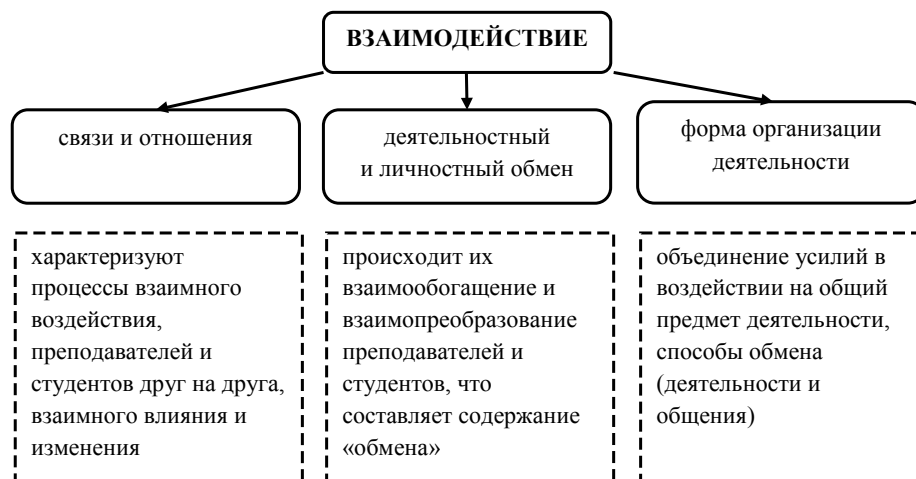 ВЗАИМОДЕЙСТВИЕ
связи и отношения
деятельностный
и личностный обмен
форма организации
деятельности
характеризуют
процессы взаимного
воздействия,
преподавателей и
студентов друг на друга,
взаимного влияния и
изменения
происходит их
взаимообогащение и
взаимопреобразование
преподавателей и
студентов, что
составляет содержание
«обмена»
объединение усилий в
воздействии на общий
предмет деятельности,
способы обмена
(деятельности и
общения)